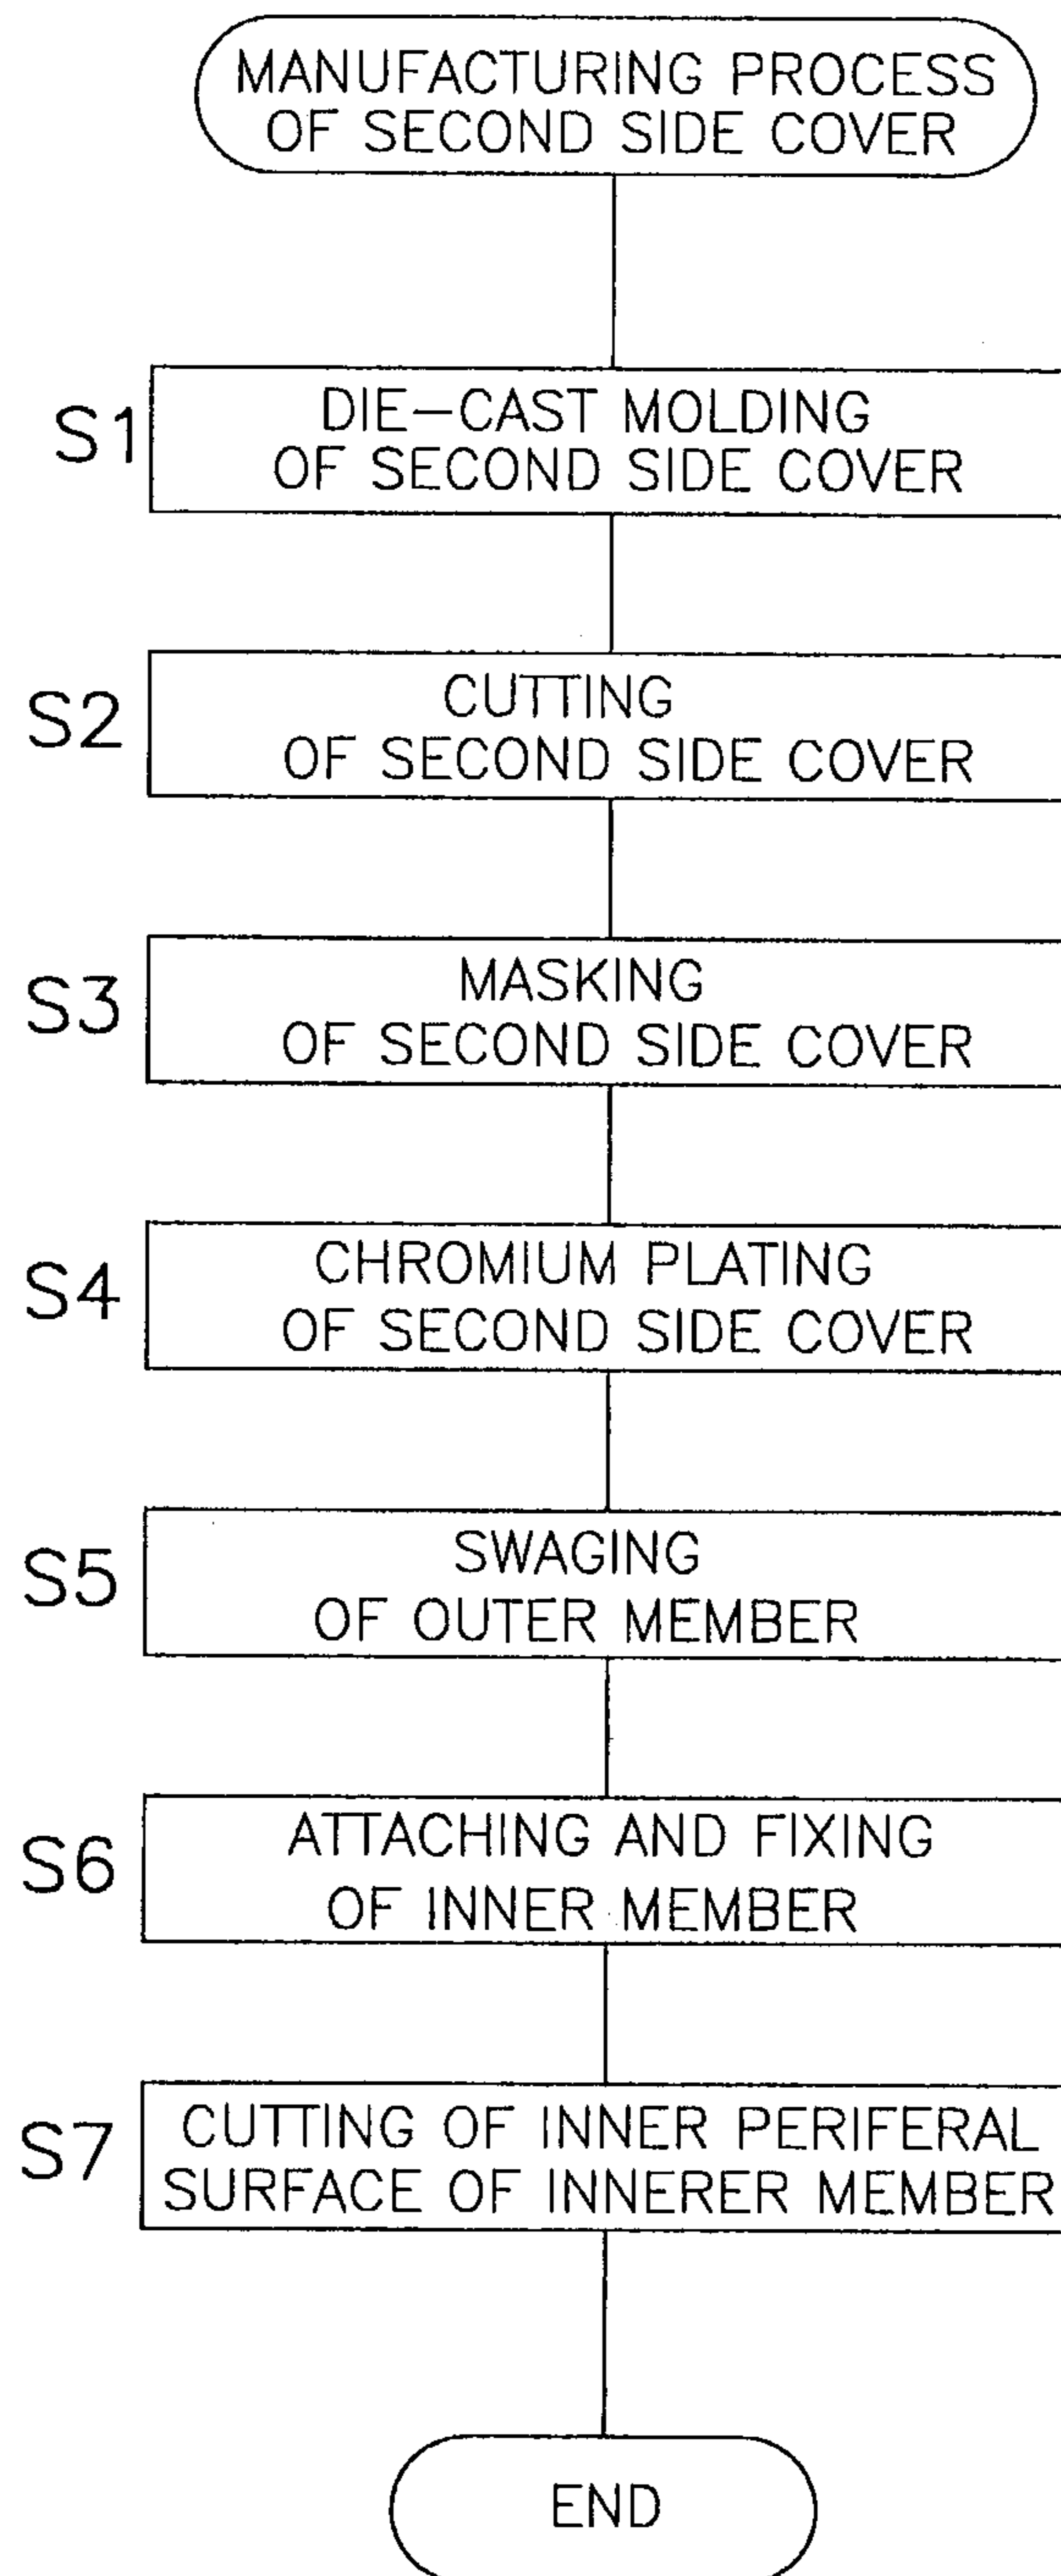 MANUFACTURING PROCESS
OF SECOND SIDE COVER
S1
DIE-CAST MOLDING
OF SECOND SIDE COVER
S2
CUTTING
OF SECOND SIDE COVER
S3
MASKING
OF SECOND SIDE COVER
S4
CHROMIUM PLATING
OF SECOND SIDE COVER
S5
SWAGING
OF OUTER MEMBER
S6
ATTACHING AND FIXING
OF INNER MEMBER
S7
CUTTING OF INNER PERIFERAL
SURFACE OF INNERER MEMBER
END